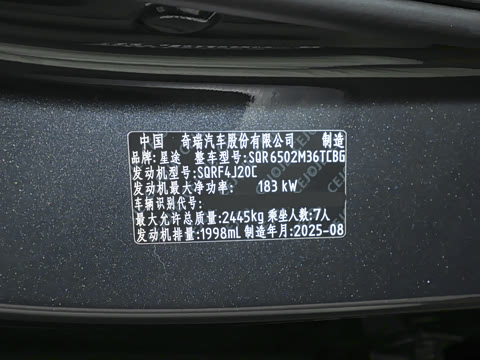 中国 奇瑞汽车股份有限公司 制造
品牌:星途 整车型号:SQR6502M36TCBG
发动机型号:SQRF4J20C
发动机最大净功率: 183 kW
车辆识别代号:
最大允许总质量:2445kg 乘坐人数:7人
发动机排量:1998mL 制造年月:2025-08